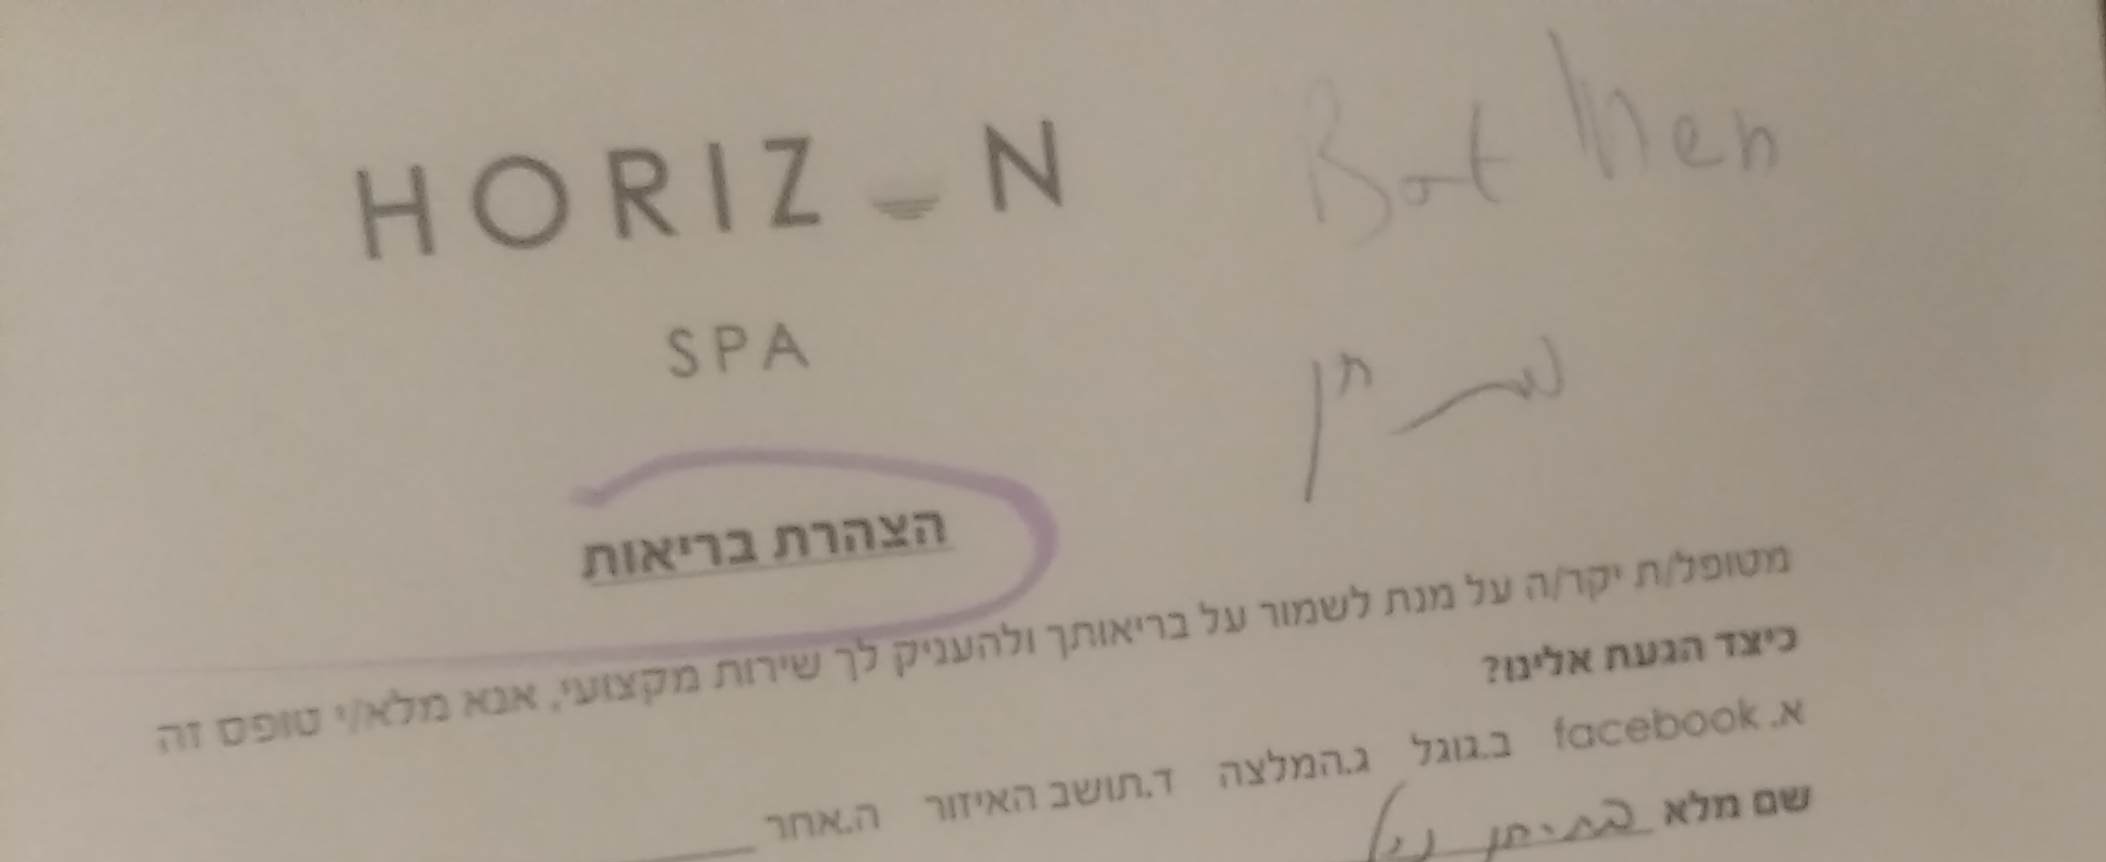 HORIZ N
SPA
הצהרת בריאות
מטופל/ת יקר/ה על מנת לשמור על בריאותך ולהעניק לך שירות מקצועי, אנא מלא/י טופס זה
כיצד הגעת אלינו?
א. facebook ב.גוגל ג.המלצה ד.תושב האיזור ה.אחר
שם מלא